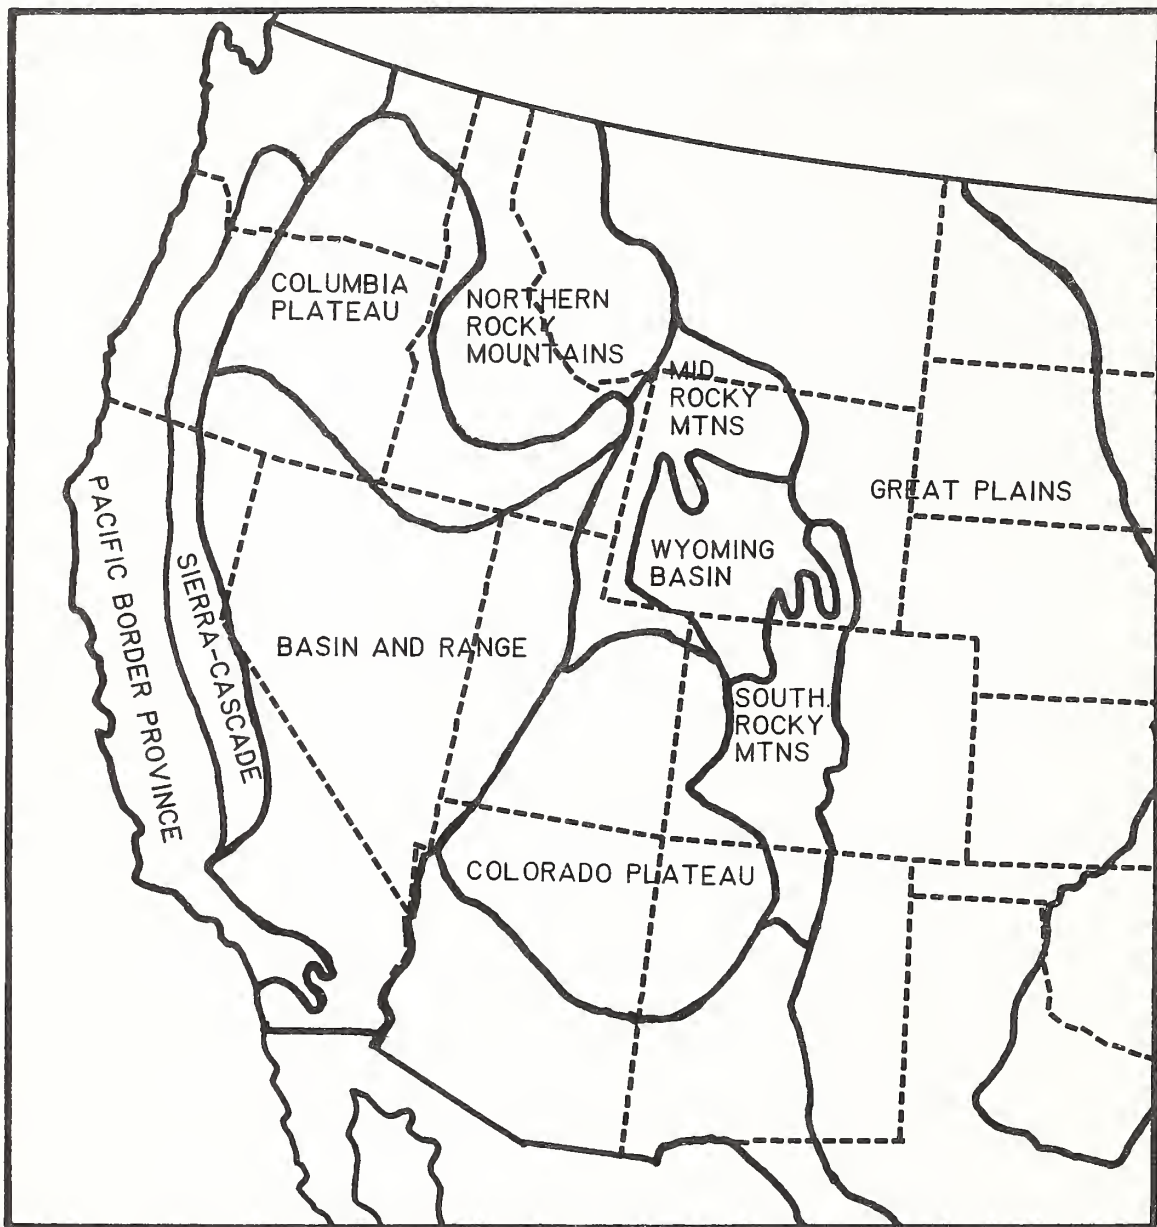 COLUMBIA
PLATEAU
NORTHERN
ROCKY
MOUNTAINS
MID
ROCKY
MTNS
GREAT PLAINS
PACIFIC BORDER PROVINCE
SIERRA-CASCADE
WYOMING
BASIN
BASIN AND RANGE
SOUTH.
ROCKY
MTNS
COLORADO PLATEAU